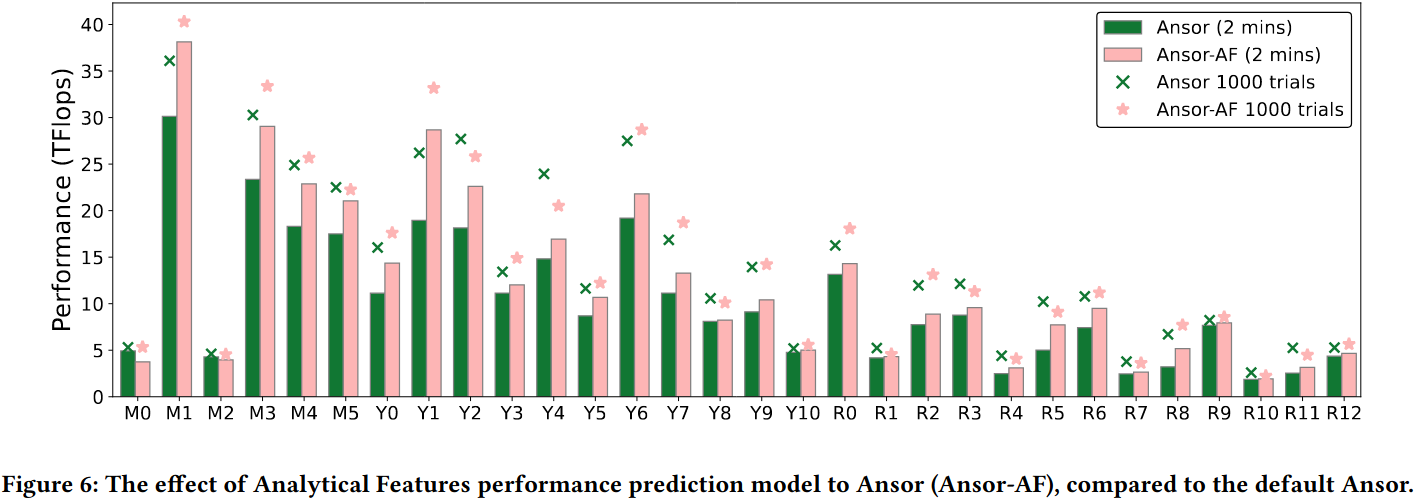 40
35
30
25
20
15
10
5
0
Performance (TFlops)
Ansor (2 mins)
Ansor-AF (2 mins)
Ansor 1000 trials
Ansor-AF 1000 trials
M0 M1 M2 M3 M4 M5 Y0 Y1 Y2 Y3 Y4 Y5 Y6 Y7 Y8 Y9 Y10 R0 R1 R2 R3 R4 R5 R6 R7 R8 R9 R10 R11 R12
Figure 6: The effect of Analytical Features performance prediction model to Ansor (Ansor-AF), compared to the default Ansor.